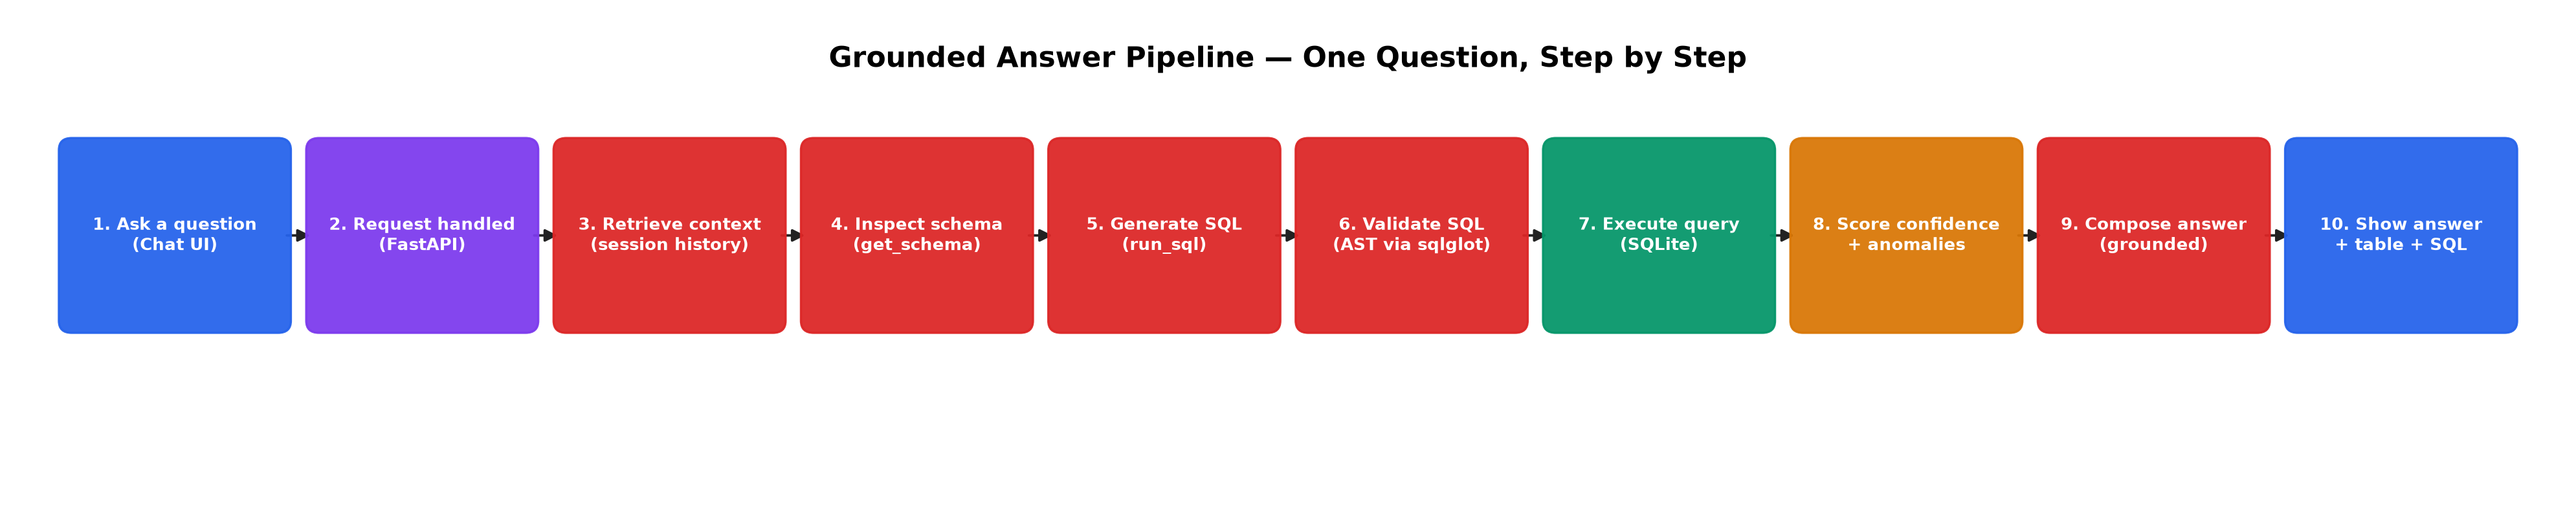 Grounded Answer Pipeline — One Question, Step by Step
1. Ask a question
(Chat UI)
2. Request handled
(FastAPI)
3. Retrieve context
(session history)
4. Inspect schema
(get_schema)
5. Generate SQL
(run_sql)
6. Validate SQL
(AST via sqlglot)
7. Execute query
(SQLite)
8. Score confidence
+ anomalies
9. Compose answer
(grounded)
10. Show answer
+ table + SQL